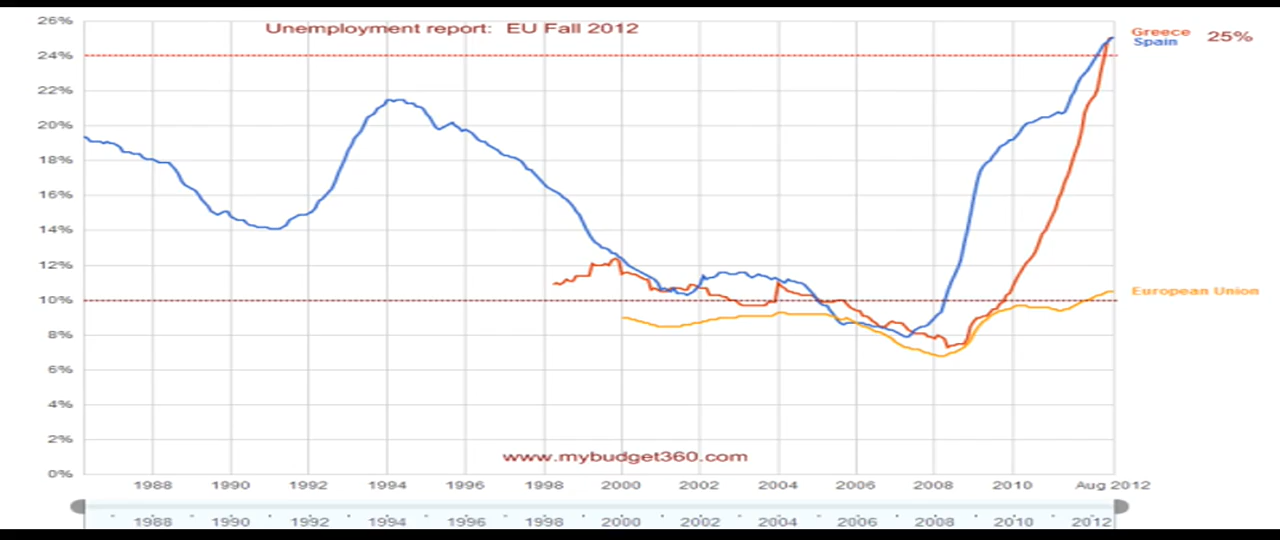 Unemployment report: EU Fall 2012
26%
24%
22%
20%
18%
16%
14%
12%
10%
8%
6%
4%
2%
0%
Greece
Spain
25%
European Union
www.mybudget360.com
1988 1990 1992 1994 1996 1998 2000 2002 2004 2006 2008 2010 Aug 2012
1988 1990 1992 1994 1996 1998 2000 2002 2004 2006 2008 2010 2012